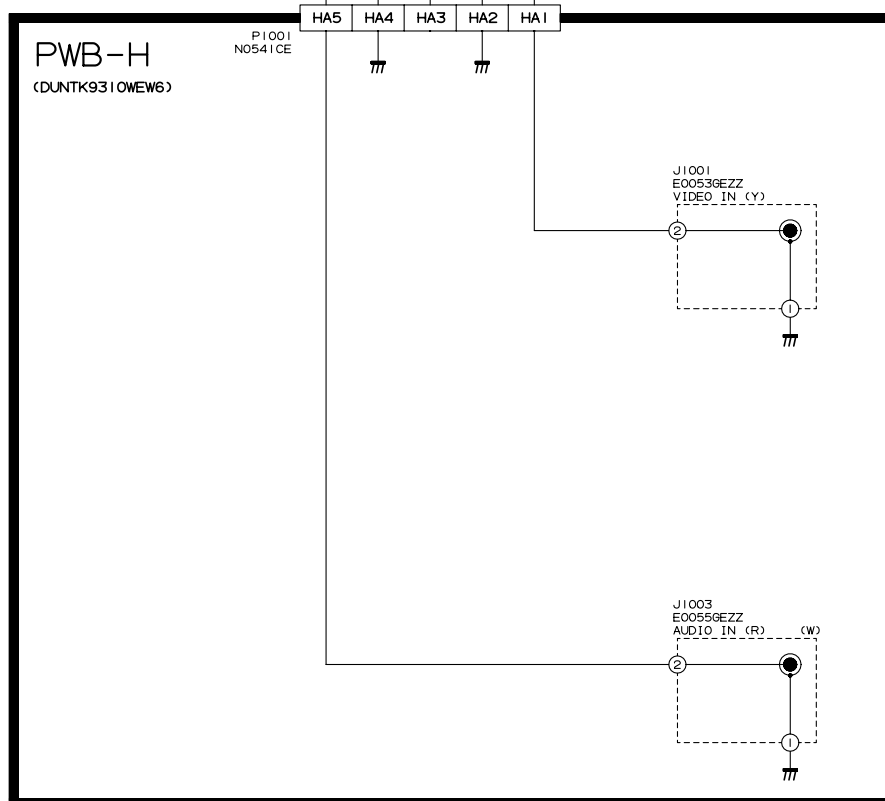 HA5 HA4 HA3 HA2 HA1
P1001
N0541CE
PWB-H
(DUNTK9310WEW6)
J1001
E0053GEZZ
VIDEO IN (Y)
2
1
J1003
E0055GEZZ
AUDIO IN (R) (W)
2
1